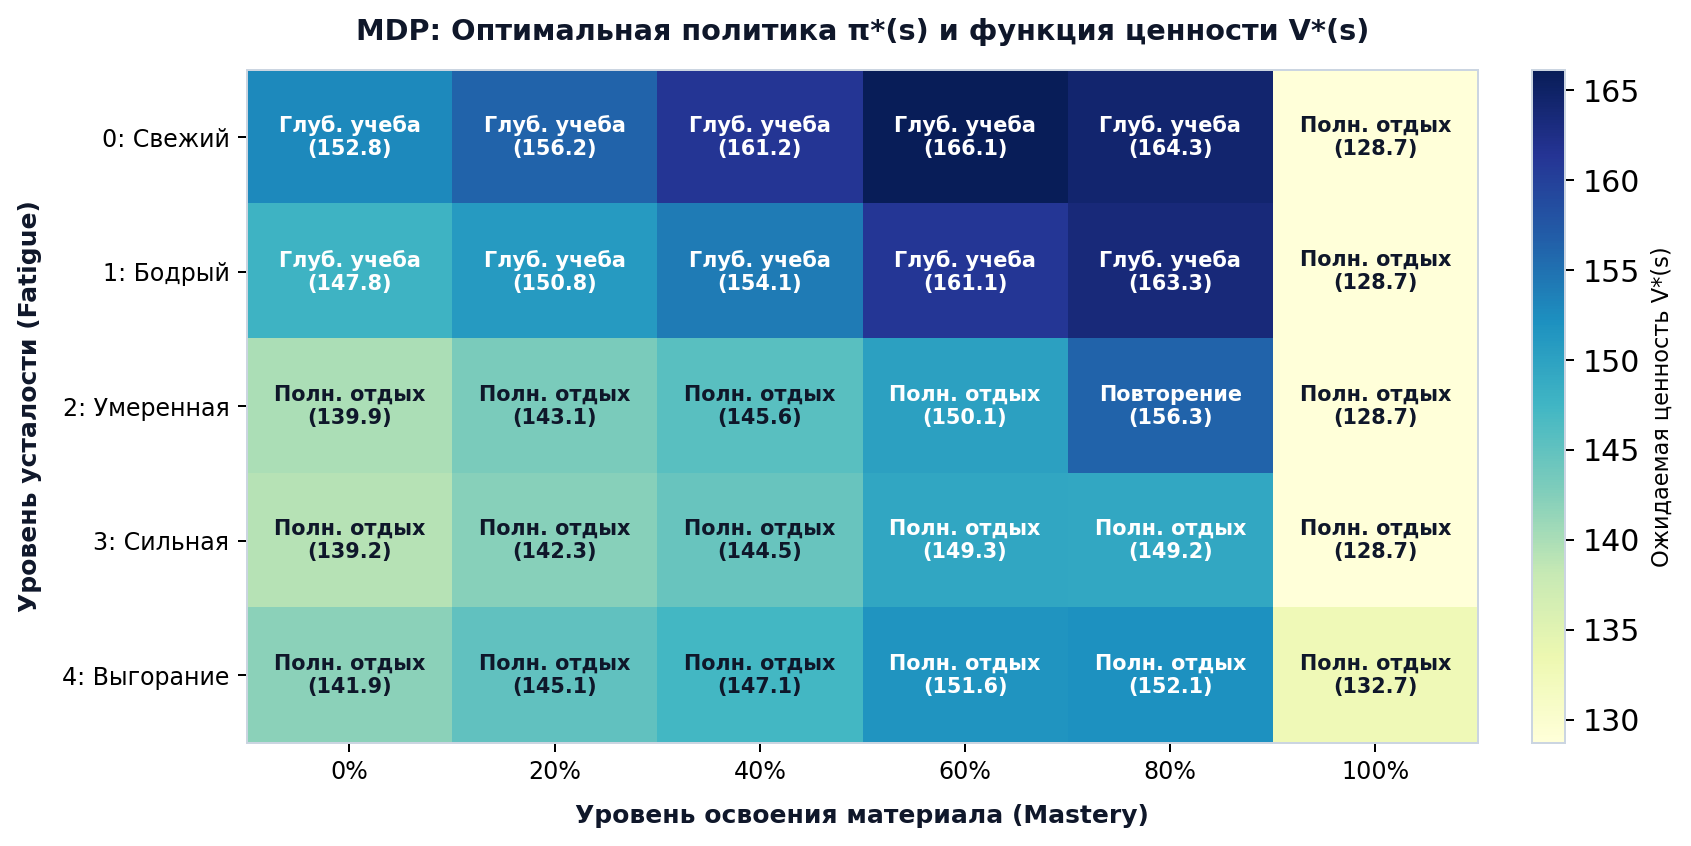 MDP: Оптимальная политика π*(s) и функция ценности V*(s)
Уровень усталости (Fatigue)
0: Свежий
Глуб. учеба
(152.8)
Глуб. учеба
(156.2)
Глуб. учеба
(161.2)
Глуб. учеба
(166.1)
Глуб. учеба
(164.3)
Полн. отдых
(128.7)
1: Бодрый
Глуб. учеба
(147.8)
Глуб. учеба
(150.8)
Глуб. учеба
(154.1)
Глуб. учеба
(161.1)
Глуб. учеба
(163.3)
Полн. отдых
(128.7)
2: Умеренная
Полн. отдых
(139.9)
Полн. отдых
(143.1)
Полн. отдых
(145.6)
Полн. отдых
(150.1)
Повторение
(156.3)
Полн. отдых
(128.7)
3: Сильная
Полн. отдых
(139.2)
Полн. отдых
(142.3)
Полн. отдых
(144.5)
Полн. отдых
(149.3)
Полн. отдых
(149.2)
Полн. отдых
(128.7)
4: Выгорание
Полн. отдых
(141.9)
Полн. отдых
(145.1)
Полн. отдых
(147.1)
Полн. отдых
(151.6)
Полн. отдых
(152.1)
Полн. отдых
(132.7)
0%
20%
40%
60%
80%
100%
Уровень освоения материала (Mastery)
165
160
155
150
145
140
135
130
Ожидаемая ценность V*(s)